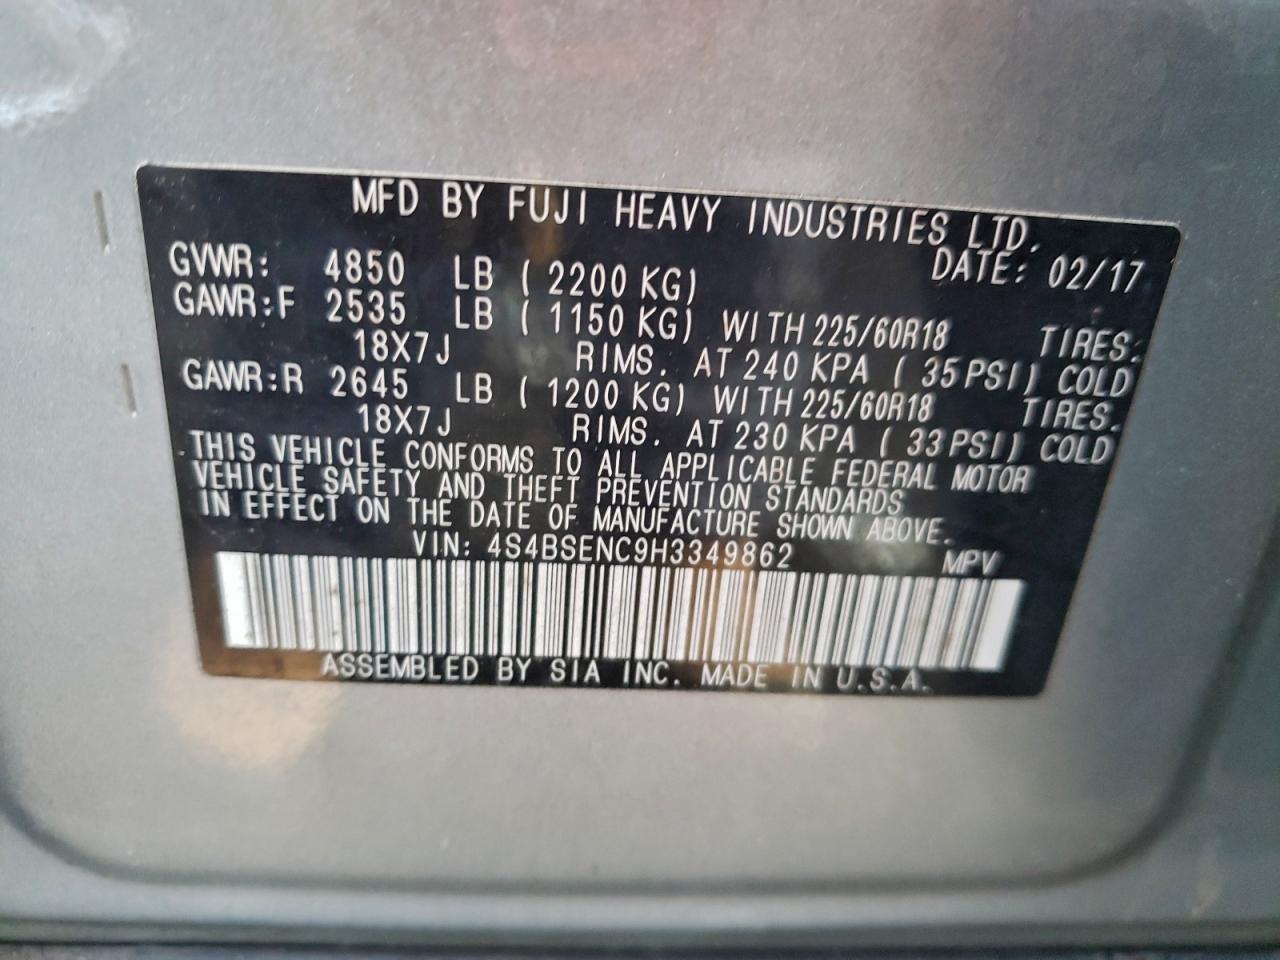 MFD BY FUJI HEAVY INDUSTRIES LTD.
DATE: 02/17
GVWR: 4850 LB ( 2200 KG)
GAWR:F 2535 LB ( 1150 KG) WITH 225/60R18 TIRES:
18X7J RIMS. AT 240 KPA ( 35 PSI) COLD
GAWR:R 2645 LB ( 1200 KG) WITH 225/60R18 TIRES.
18X7J RIMS. AT 230 KPA ( 33 PSI) COLD
THIS VEHICLE CONFORMS TO ALL APPLICABLE FEDERAL MOTOR
VEHICLE SAFETY AND THEFT PREVENTION STANDARDS
IN EFFECT ON THE DATE OF MANUFACTURE SHOWN ABOVE.
VIN: 4S4BSENC9H3349862 MPV
ASSEMBLED BY SIA INC. MADE IN U.S.A.